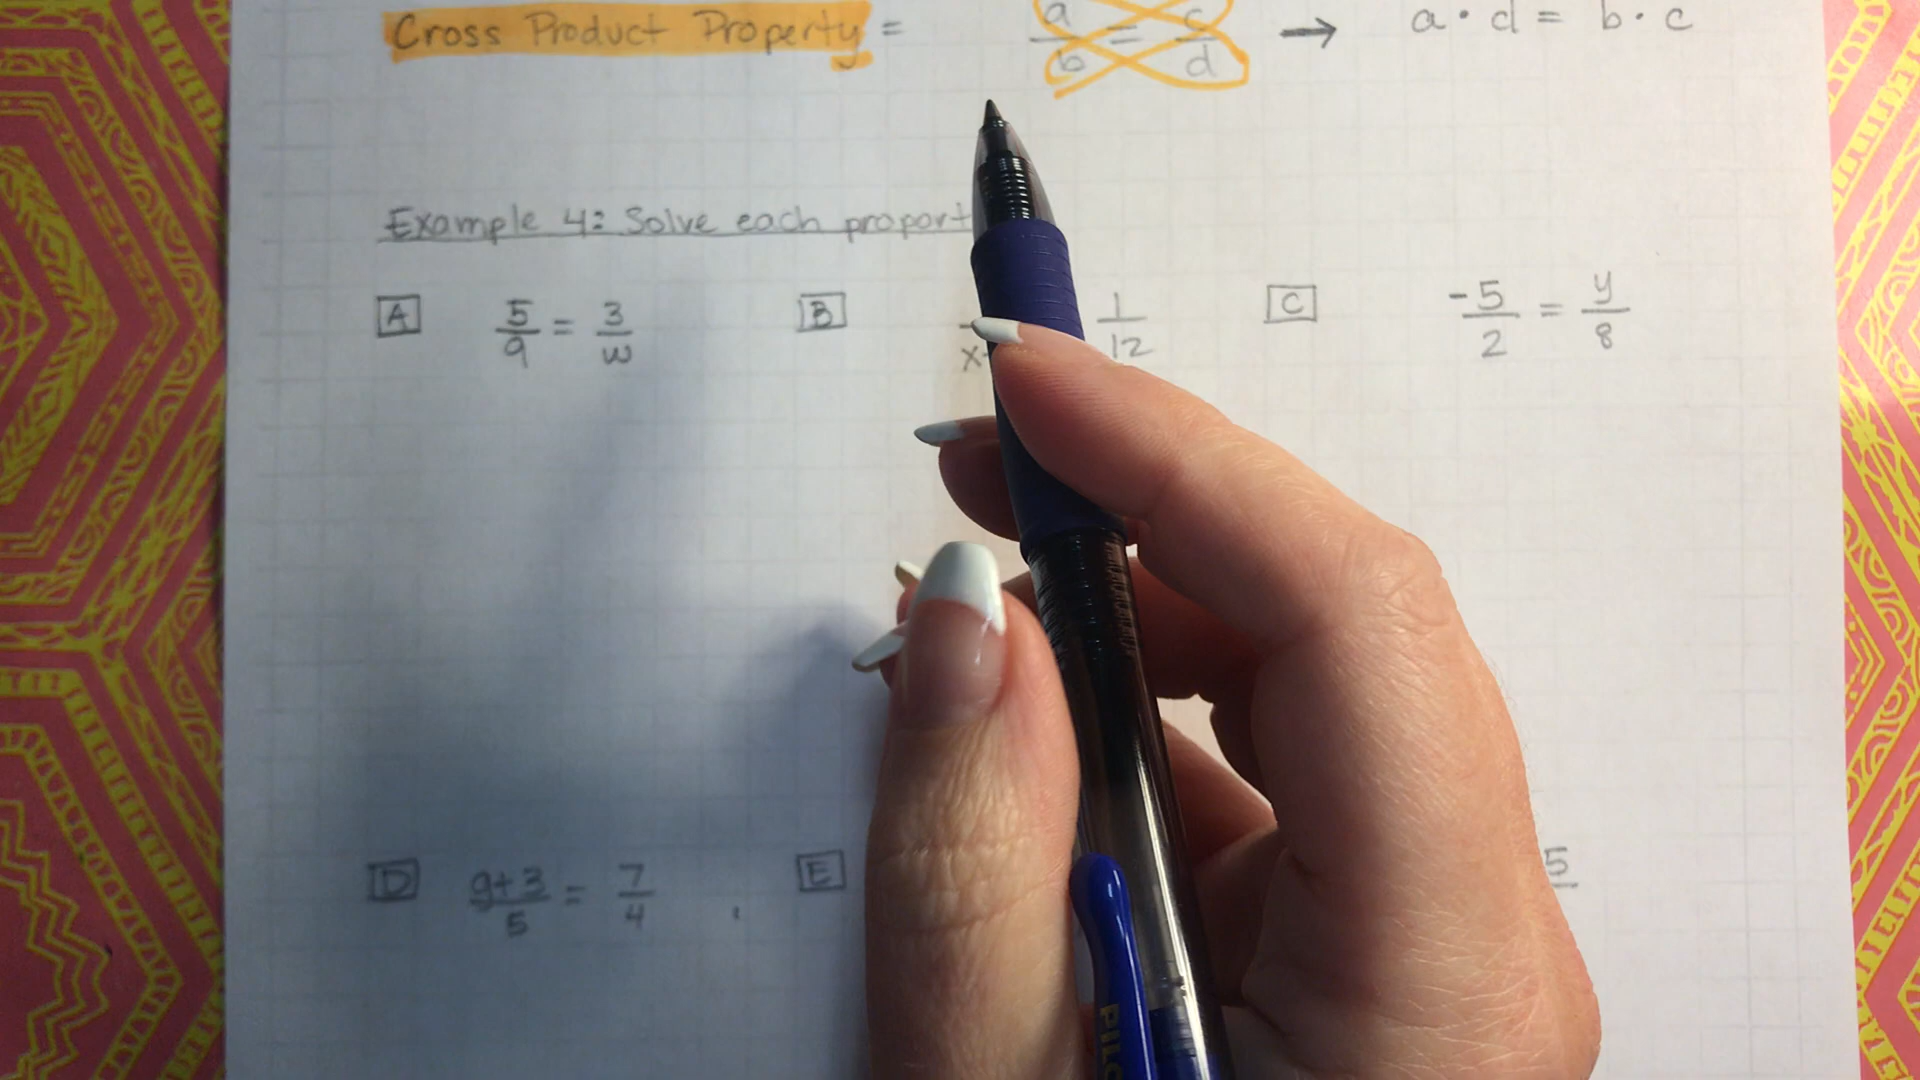 Cross Product Property = a/b = c/d → a · d = b · c
Example 4: Solve each
A 5/9 = 3/w
B 1/12
C -5/2 = y/8
D g+3/5 = 7/4
E 5